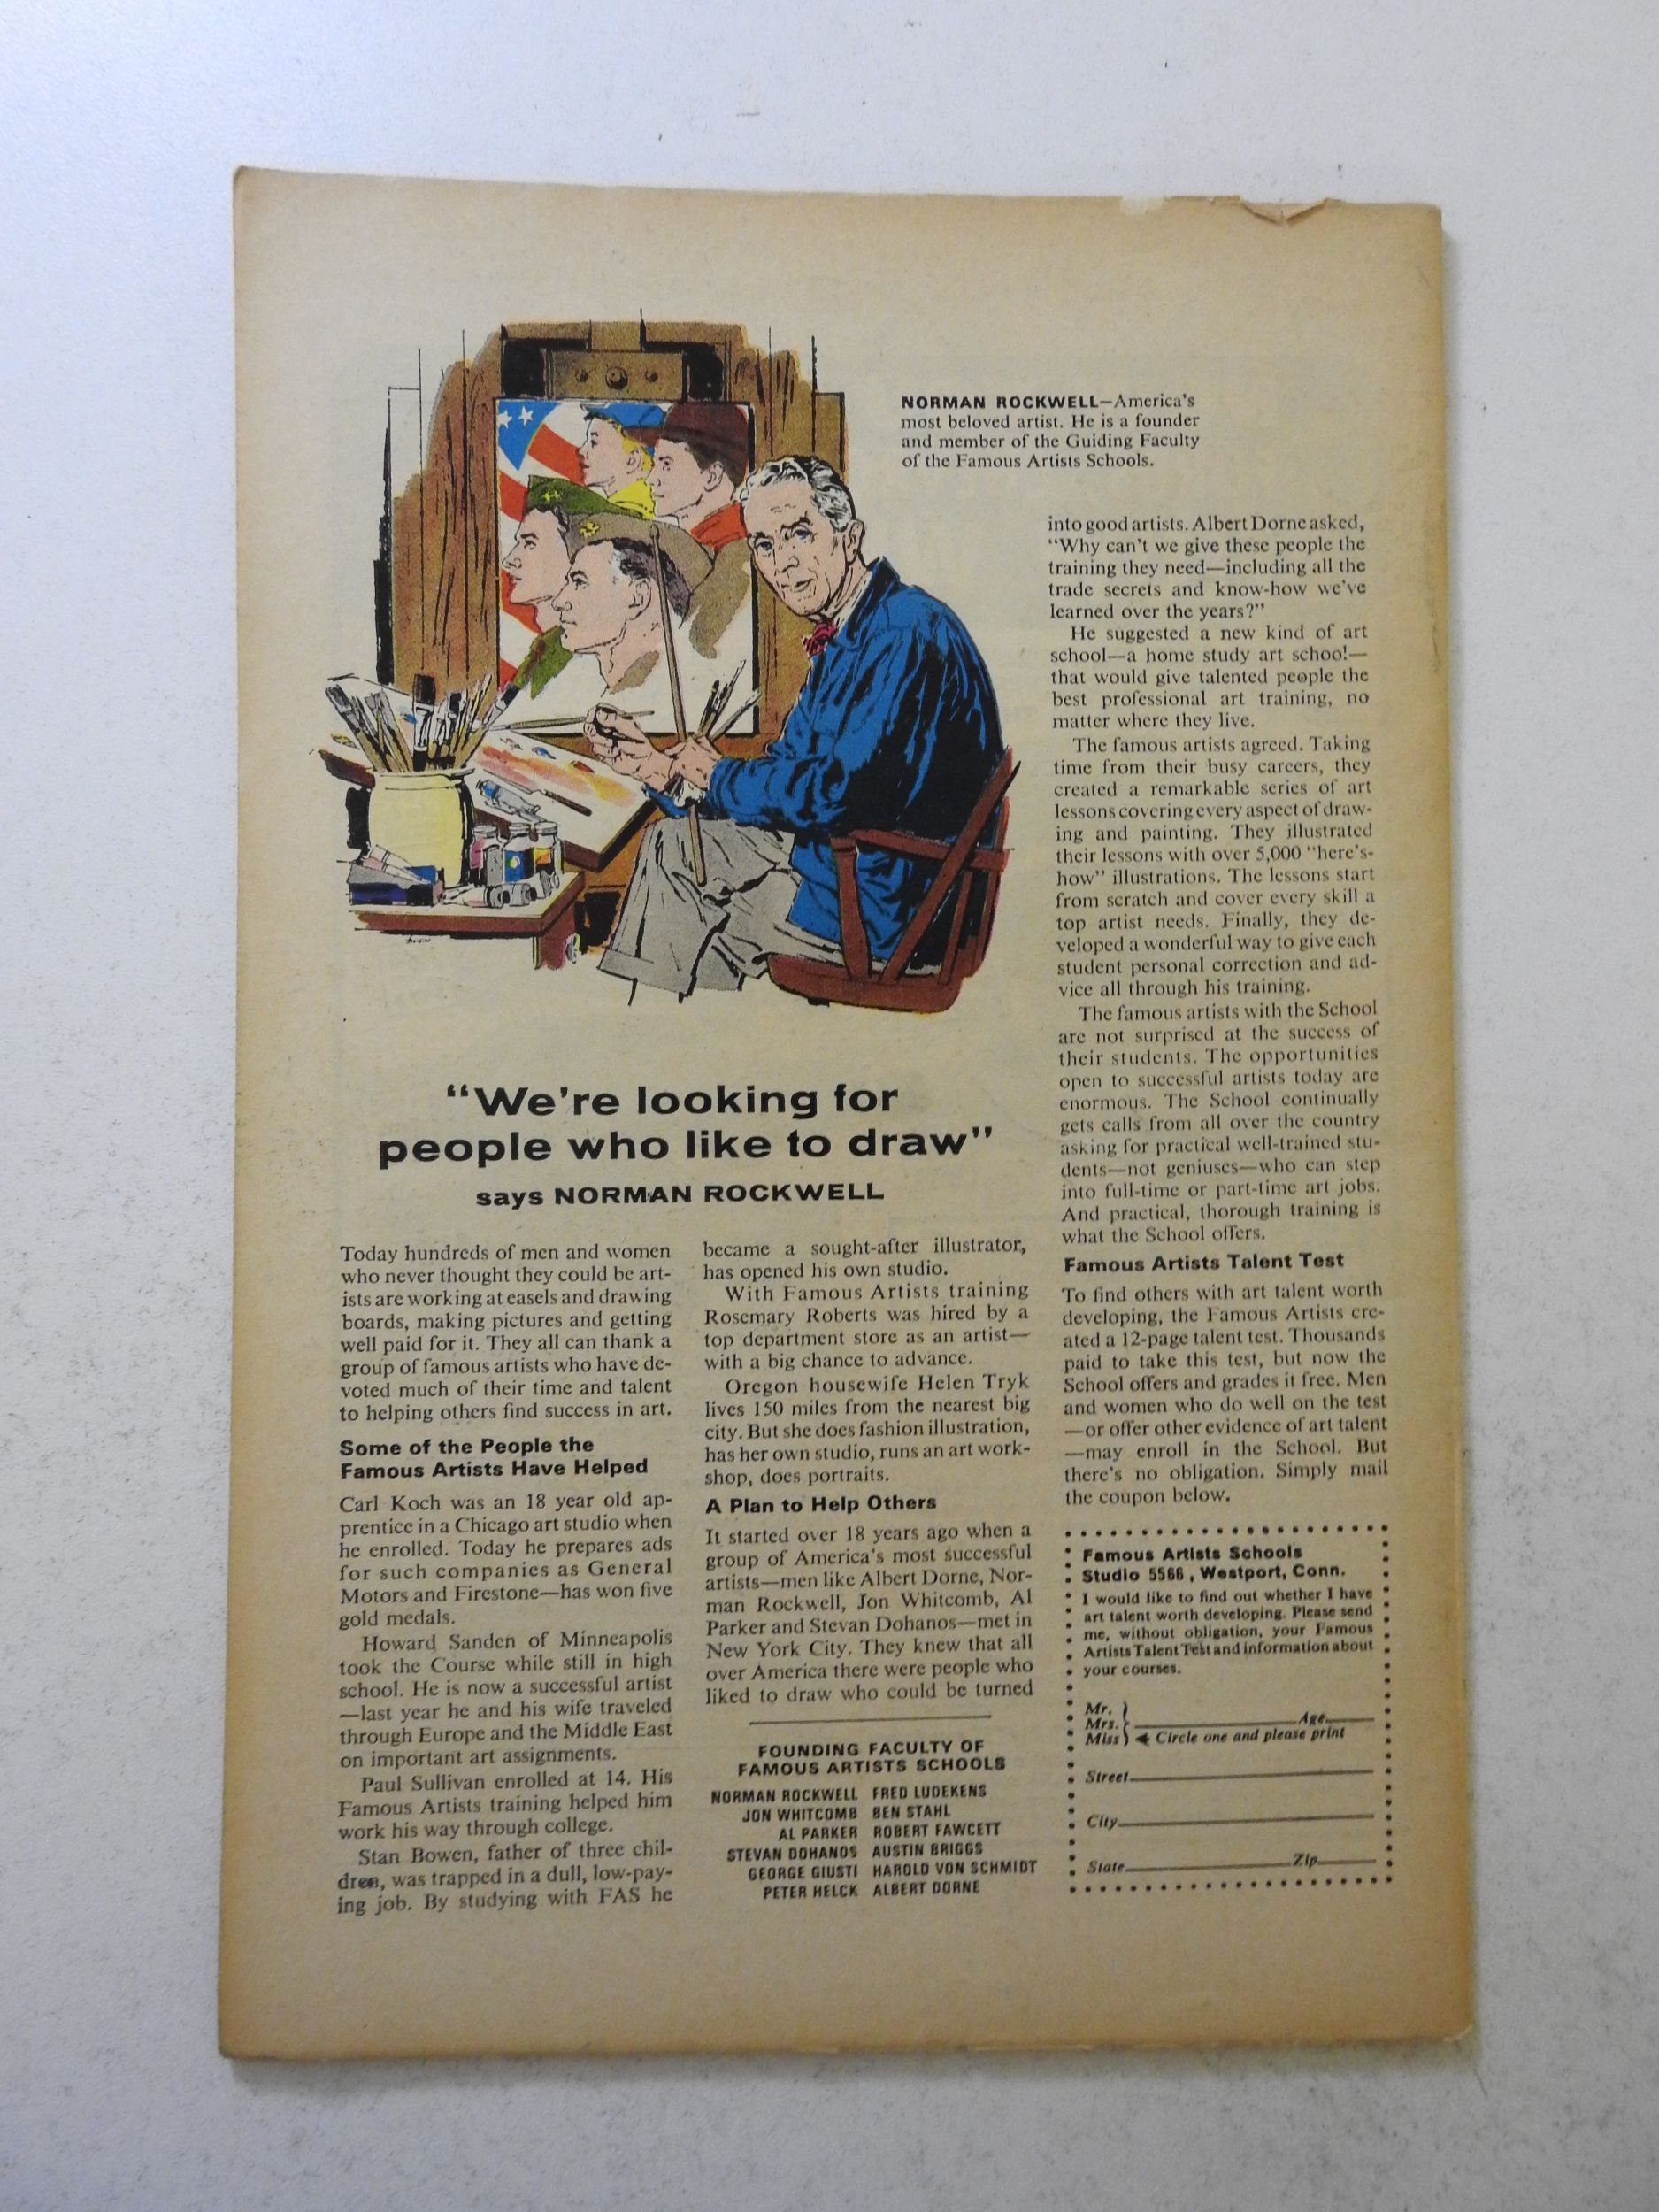 NORMAN ROCKWELL—America's
most beloved artist. He is a founder
and member of the Guiding Faculty
of the Famous Artists Schools.
"We're looking for
people who like to draw"
says NORMAN ROCKWELL
Today hundreds of men and women
who never thought they could be art-
ists are working at easels and drawing
boards, making pictures and getting
well paid for it. They all can thank a
group of famous artists who have de-
voted much of their time and talent
to helping others find success in art.
Some of the People the
Famous Artists Have Helped
Carl Koch was an 18 year old ap-
prentice in a Chicago art studio when
he enrolled. Today he prepares ads
for such companies as General
Motors and Firestone—has won five
gold medals.
Howard Sanden of Minneapolis
took the Course while still in high
school. He is now a successful artist
—last year he and his wife traveled
through Europe and the Middle East
on important art assignments.
Paul Sullivan enrolled at 14. His
Famous Artists training helped him
work his way through college.
Stan Bowen, father of three chil-
dren, was trapped in a dull, low-pay-
ing job. By studying with FAS he
became a sought-after illustrator,
has opened his own studio.
With Famous Artists training
Rosemary Roberts was hired by a
top department store as an artist—
with a big chance to advance.
Oregon housewife Helen Tryk
lives 150 miles from the nearest big
city. But she does fashion illustration,
has her own studio, runs an art work-
shop, does portraits.
A Plan to Help Others
It started over 18 years ago when a
group of America's most successful
artists—men like Albert Dorne, Nor-
man Rockwell, Jon Whitcomb, Al
Parker and Stevan Dohanos—met in
New York City. They knew that all
over America there were people who
liked to draw who could be turned
FOUNDING FACULTY OF
FAMOUS ARTISTS SCHOOLS
NORMAN ROCKWELL FRED LUDEKENS
JON WHITCOMB BEN STAHL
AL PARKER ROBERT FAWCETT
STEVAN DOHANOS AUSTIN BRIGGS
GEORGE GIUSTI HAROLD VON SCHMIDT
PETER HELCK ALBERT DORNE
into good artists. Albert Dorne asked,
"Why can't we give these people the
training they need—including all the
trade secrets and know-how we've
learned over the years?"
He suggested a new kind of art
school—a home study art school—
that would give talented people the
best professional art training, no
matter where they live.
The famous artists agreed. Taking
time from their busy careers, they
created a remarkable series of art
lessons covering every aspect of draw-
ing and painting. They illustrated
their lessons with over 5,000 "here's-
how" illustrations. The lessons start
from scratch and cover every skill a
top artist needs. Finally, they de-
veloped a wonderful way to give each
student personal correction and ad-
vice all through his training.
The famous artists with the School
are not surprised at the success of
their students. The opportunities
open to successful artists today are
enormous. The School continually
gets calls from all over the country
asking for practical well-trained stu-
dents—not geniuses—who can step
into full-time or part-time art jobs.
And practical, thorough training is
what the School offers.
Famous Artists Talent Test
To find others with art talent worth
developing, the Famous Artists cre-
ated a 12-page talent test. Thousands
paid to take this test, but now the
School offers and grades it free. Men
and women who do well on the test
—or offer other evidence of art talent
—may enroll in the School. But
there's no obligation. Simply mail
the coupon below.
Famous Artists Schools
Studio 5566, Westport, Conn.
I would like to find out whether I have
art talent worth developing. Please send
me, without obligation, your Famous
Artists Talent Test and information about
your courses.
Mr.
Mrs. Age
Miss Circle one and please print
Street
City
State Zip